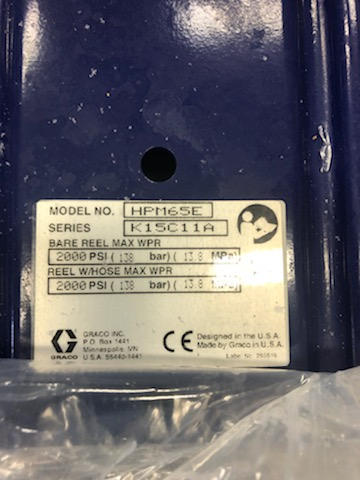 MODEL NO. HPM65E
SERIES K15C11A
BARE REEL MAX WPR
2000 PSI ( 138 bar) ( 13.8 MPa)
REEL W/HOSE MAX WPR
2000 PSI ( 138 bar) ( 13.8 MPa)
GRACO
GRACO INC.
P.O. Box 1441
Minneapolis, MN
U.S.A. 55440-1441
CE
Designed in the U.S.A.
Made by Graco in U.S.A.
Label Nr.